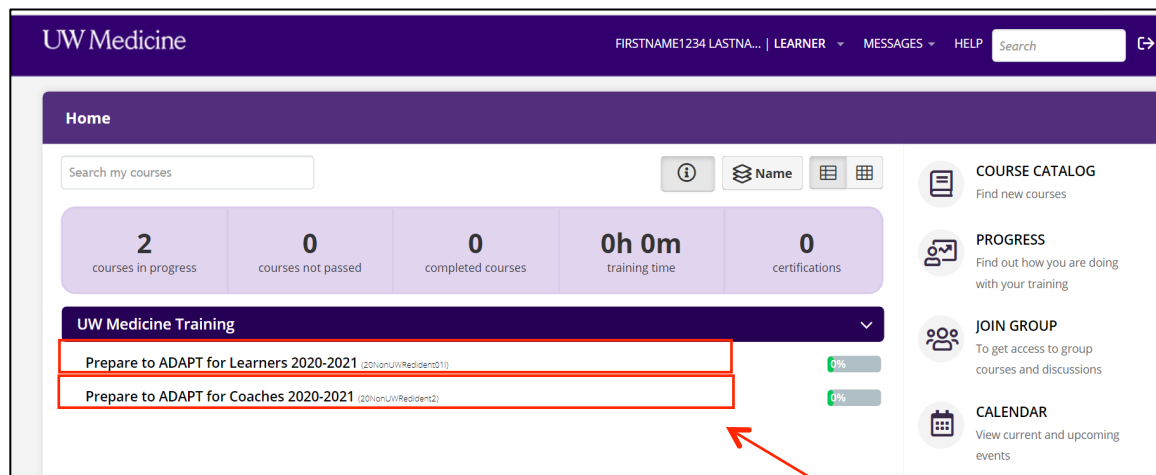 UW Medicine
FIRSTNAME1234 LASTNA... | LEARNER MESSAGES HELP Search
Home
Search my courses
Name
2
courses in progress
0
courses not passed
0
completed courses
0h 0m
training time
0
certifications
UW Medicine Training
Prepare to ADAPT for Learners 2020-2021 (20NonUWRedident01l) 0%
Prepare to ADAPT for Coaches 2020-2021 (20NonUWRedident2) 0%
COURSE CATALOG
Find new courses
PROGRESS
Find out how you are doing
with your training
JOIN GROUP
To get access to group
courses and discussions
CALENDAR
View current and upcoming
events